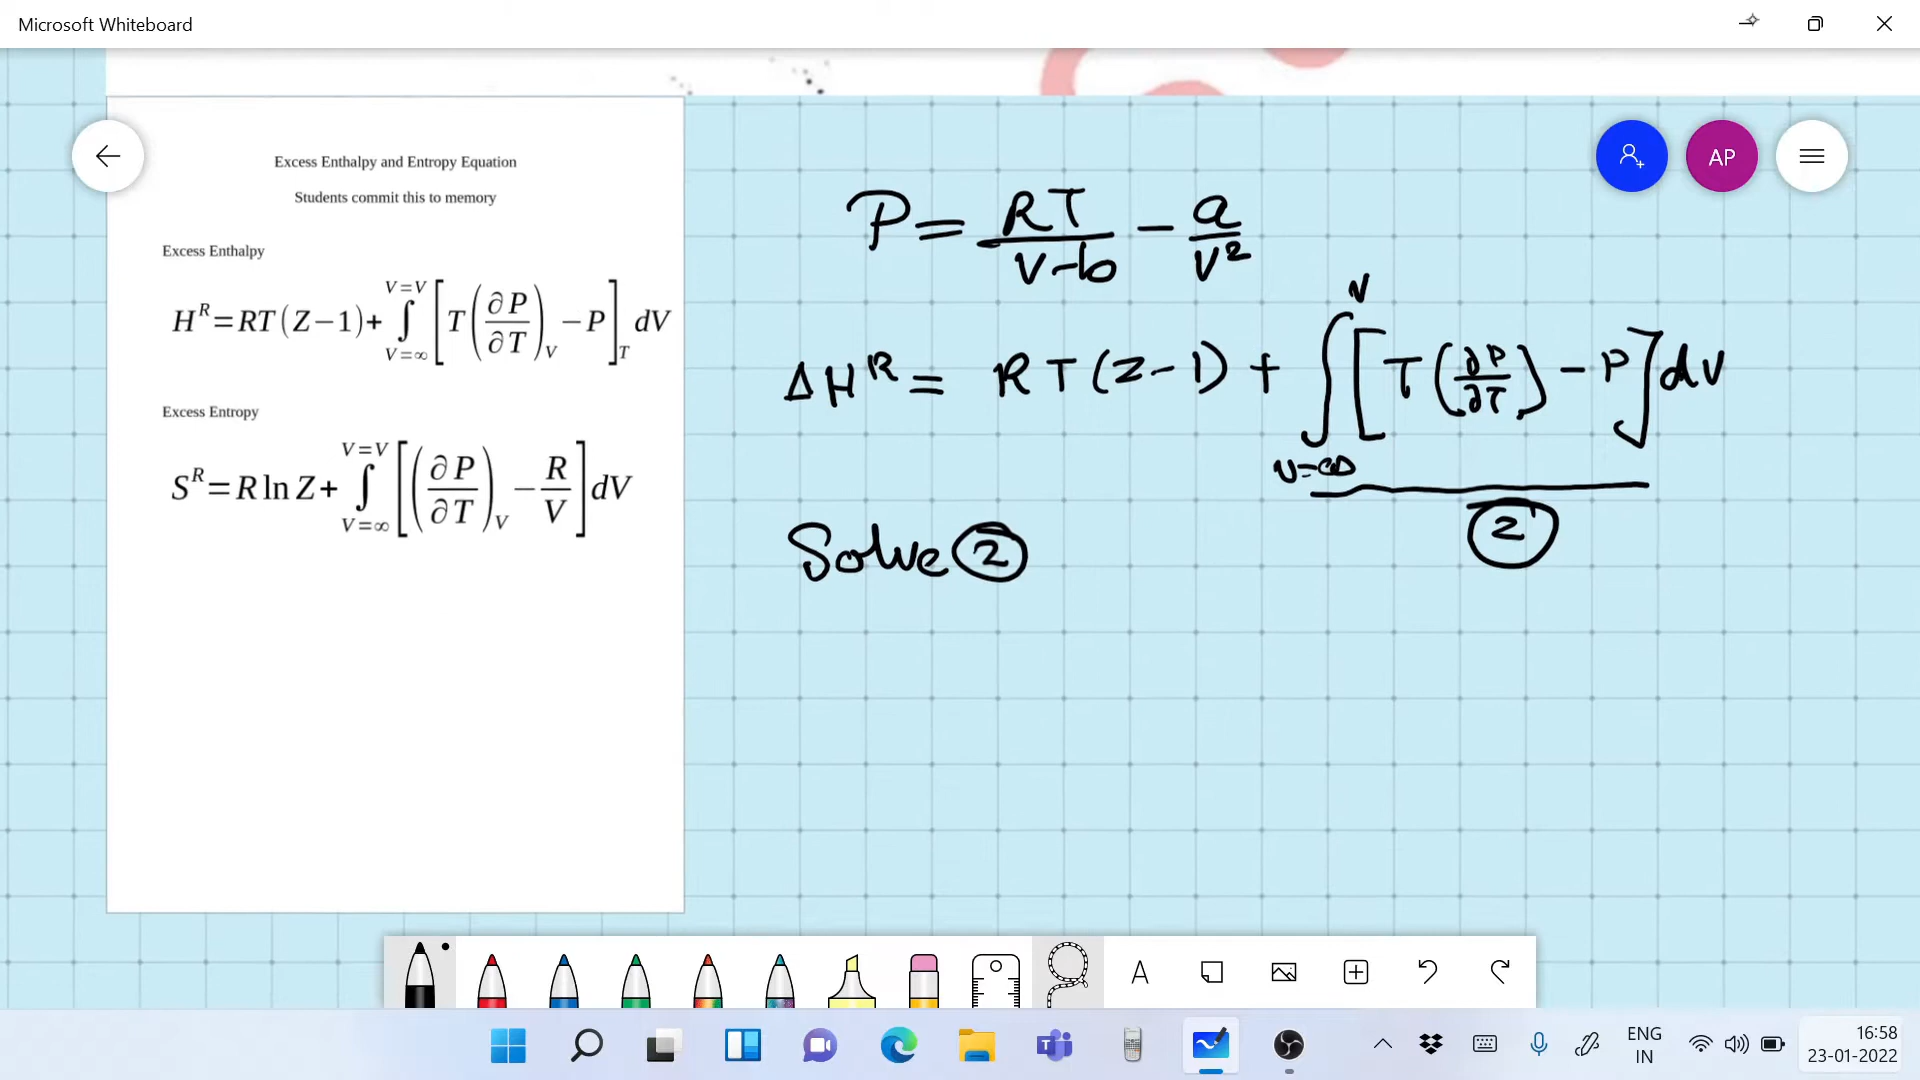 Microsoft Whiteboard
AP
Excess Enthalpy and Entropy Equation
Students commit this to memory
Excess Enthalpy
H^R=RT(Z−1)+∫_{V=∞}^{V=V}[T(∂P/∂T)_V−P]_T dV
Excess Entropy
S^R=R ln Z+∫_{V=∞}^{V=V}[(∂P/∂T)_V−R/V]dV
P=RT/(V-b)-a/V²
ΔH^R=RT(Z-1)+∫_{V=∞}^{V}[T(∂P/∂T)-P]dV
②
Solve ②
A
T
ENG
IN
16:58
23-01-2022